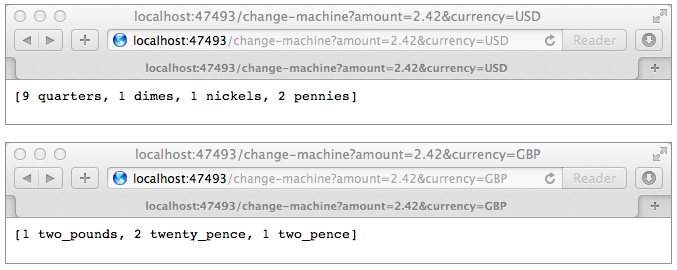 localhost:47493/change-machine?amount=2.42&currency=USD
localhost:47493/change-machine?amount=2.42&currency=USD Reader
localhost:47493/change-machine?amount=2.42&currency=USD
[9 quarters, 1 dimes, 1 nickels, 2 pennies]
localhost:47493/change-machine?amount=2.42&currency=GBP
localhost:47493/change-machine?amount=2.42&currency=GBP Reader
localhost:47493/change-machine?amount=2.42&currency=GBP
[1 two_pounds, 2 twenty_pence, 1 two_pence]